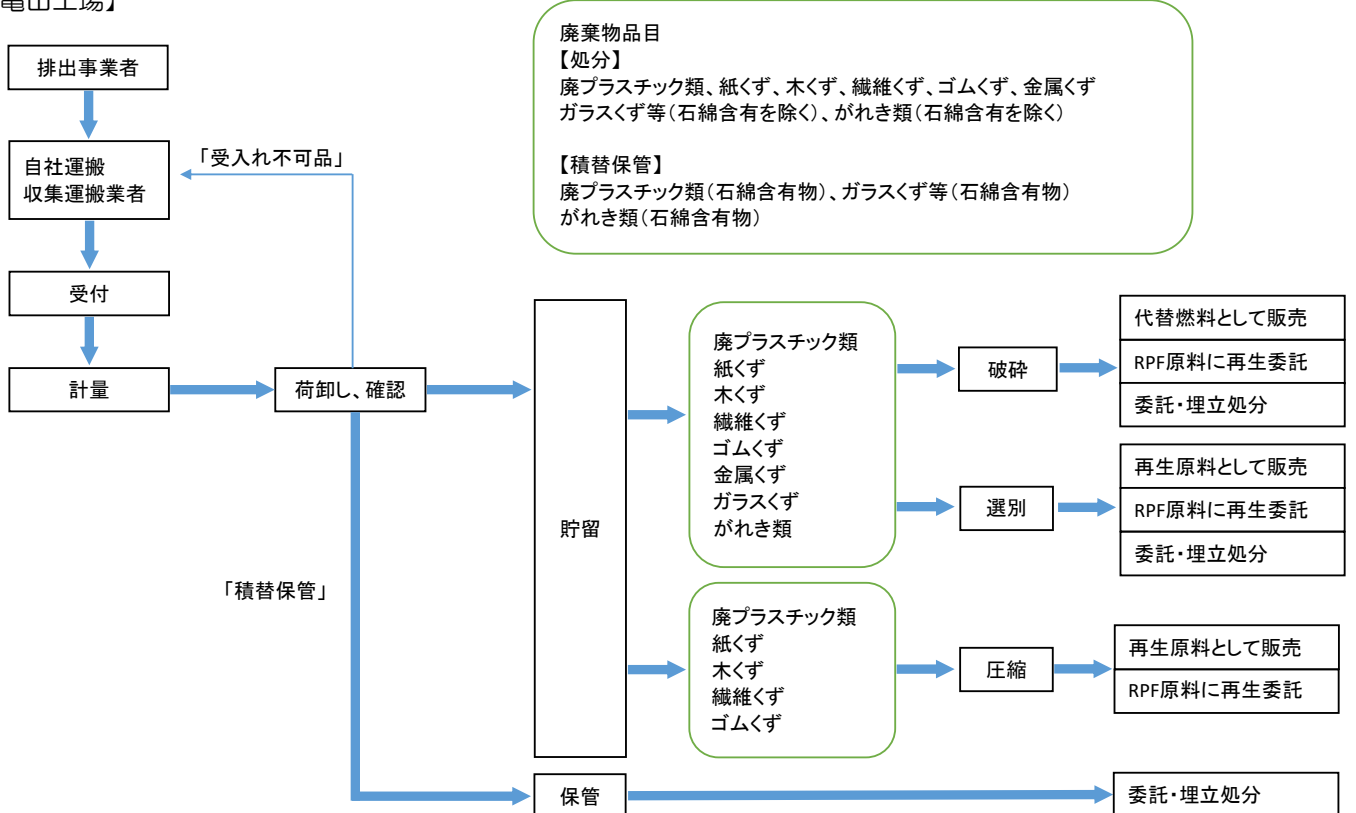 亀山工場】
廃棄物品目
【処分】
廃プラスチック類、紙くず、木くず、繊維くず、ゴムくず、金属くず
ガラスくず等(石綿含有を除く)、がれき類(石綿含有を除く)
【積替保管】
廃プラスチック類(石綿含有物)、ガラスくず等(石綿含有物)
がれき類(石綿含有物)
排出事業者
自社運搬
収集運搬業者
「受入れ不可品」
受付
計量
荷卸し、確認
「積替保管」
貯留
廃プラスチック類
紙くず
木くず
繊維くず
ゴムくず
金属くず
ガラスくず
がれき類
破砕
代替燃料として販売
RPF原料に再生委託
委託・埋立処分
選別
再生原料として販売
RPF原料に再生委託
委託・埋立処分
廃プラスチック類
紙くず
木くず
繊維くず
ゴムくず
圧縮
再生原料として販売
RPF原料に再生委託
保管
委託・埋立処分